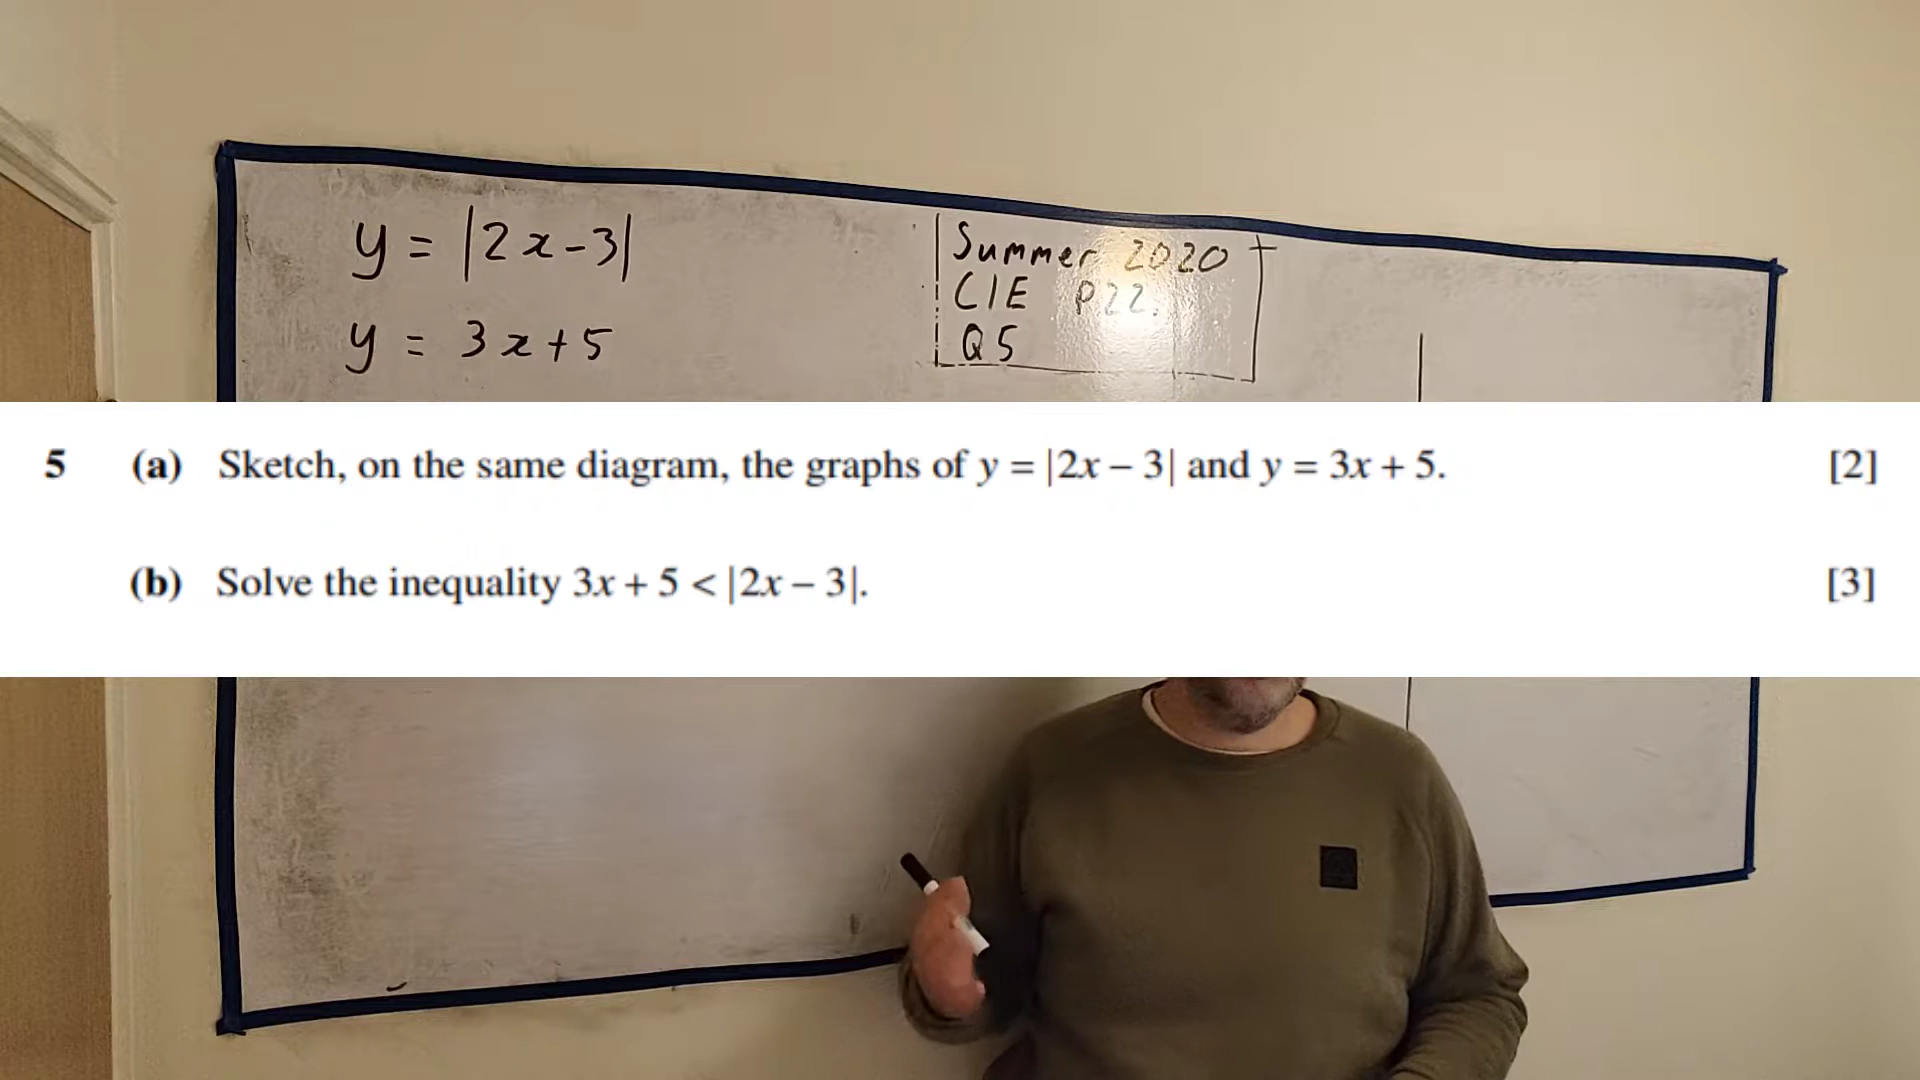 y = |2x-3|
y = 3x+5
Summer 2020
CIE P22.
Q5
5 (a) Sketch, on the same diagram, the graphs of y = |2x – 3| and y = 3x + 5. [2]
(b) Solve the inequality 3x + 5 < |2x – 3|. [3]